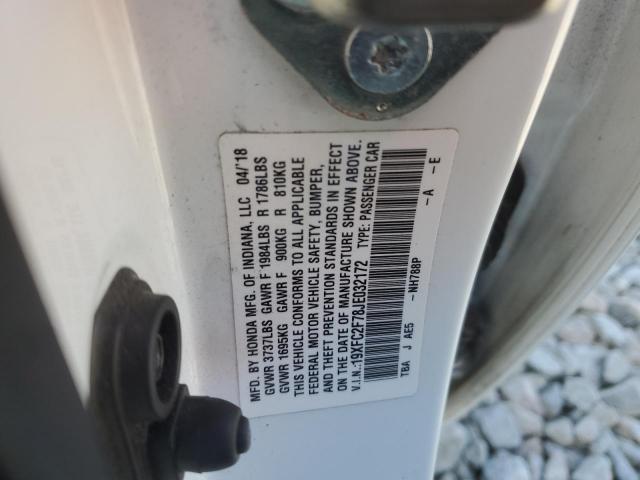 MFD. BY HONDA MFG. OF INDIANA, LLC 04/'18
GVWR 3737LBS GAWR F 1984LBS R 1786LBS
GVWR 1695KG GAWR F 900KG R 810KG
THIS VEHICLE CONFORMS TO ALL APPLICABLE
FEDERAL MOTOR VEHICLE SAFETY, BUMPER,
AND THEFT PREVENTION STANDARDS IN EFFECT
ON THE DATE OF MANUFACTURE SHOWN ABOVE.
V.I.N.:19XFC2F78JE032172 TYPE: PASSENGER CAR
TBA J AE5 –NH788P –A –E